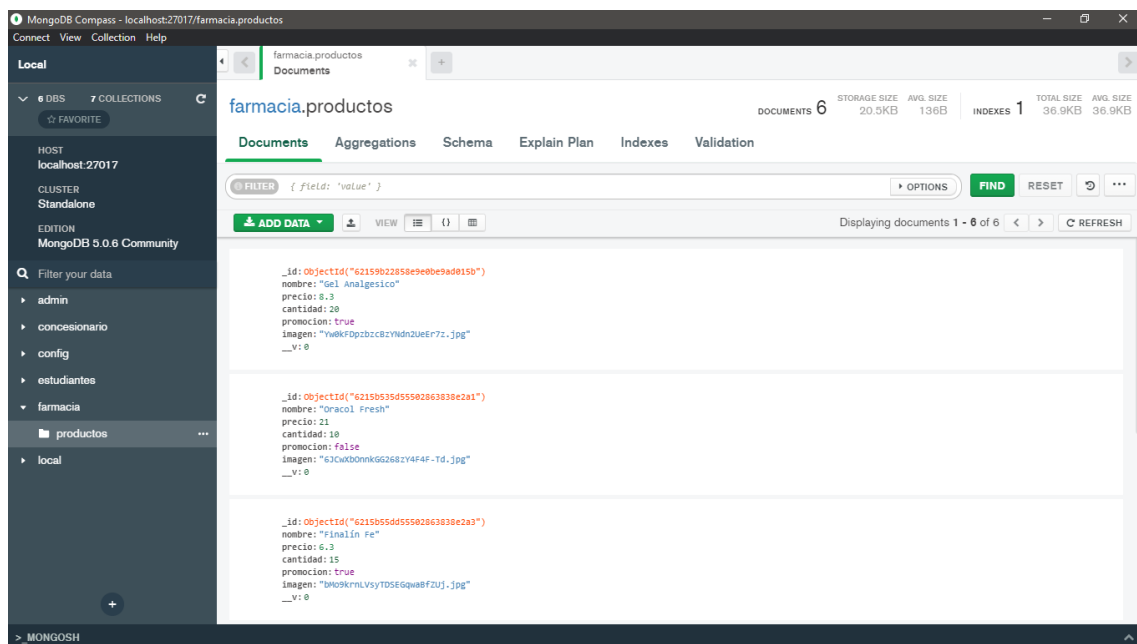 MongoDB Compass - localhost:27017/farmacia.productos
Connect View Collection Help
Local
6 DBS 7 COLLECTIONS
FAVORITE
HOST
localhost:27017
CLUSTER
Standalone
EDITION
MongoDB 5.0.6 Community
Filter your data
admin
concesionario
config
estudiantes
farmacia
productos
local
>_MONGOSH
farmacia.productos
Documents
farmacia.productos
DOCUMENTS 6
STORAGE SIZE 20.5KB
AVG. SIZE 136B
INDEXES 1
TOTAL SIZE 36.9KB
AVG. SIZE 36.9KB
Documents Aggregations Schema Explain Plan Indexes Validation
FILTER { field: 'value' } OPTIONS FIND RESET
ADD DATA VIEW {} Displaying documents 1 - 6 of 6 REFRESH
_id: ObjectId("62159b22858e9e0be9ad015b")
nombre: "Gel Analgesico"
precio: 8.3
cantidad: 20
promocion: true
imagen: "Yw0kFDpzbzcBzYNdn2UeEr7z.jpg"
__v: 0
_id: ObjectId("6215b535d55502863838e2a1")
nombre: "Oracol Fresh"
precio: 21
cantidad: 10
promocion: false
imagen: "6JCwXbOnnkGG268zY4F4F-Td.jpg"
__v: 0
_id: ObjectId("6215b55dd55502863838e2a3")
nombre: "Finalín Fe"
precio: 6.3
cantidad: 15
promocion: true
imagen: "bMo9krnLVsyTDSEGqwaBfZUj.jpg"
__v: 0